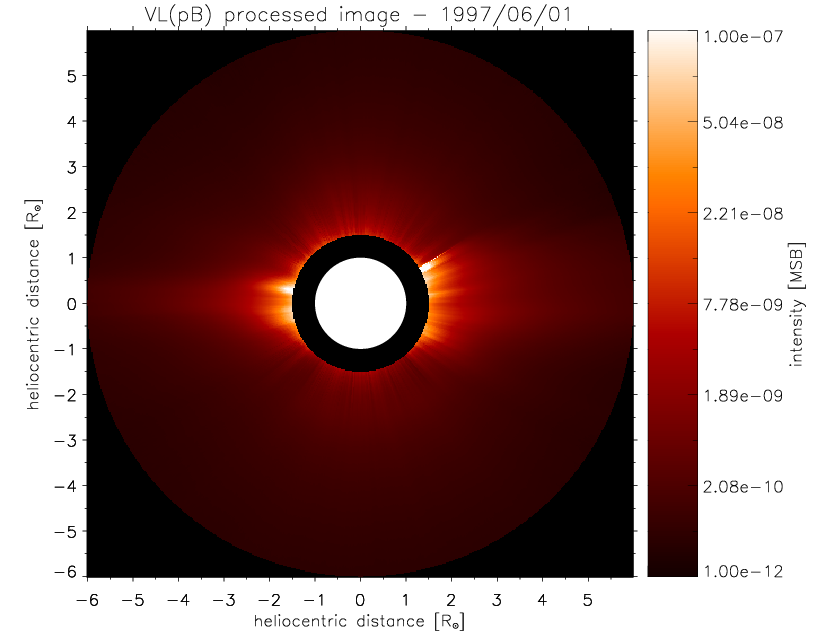 VL(pB) processed image − 1997/06/01
5
4
3
2
1
0
−1
−2
−3
−4
−5
−6
heliocentric distance [R⊙]
−6 −5 −4 −3 −2 −1 0 1 2 3 4 5
heliocentric distance [R⊙]
1.00e−07
5.04e−08
2.21e−08
7.78e−09
1.89e−09
2.08e−10
1.00e−12
intensity [MSB]